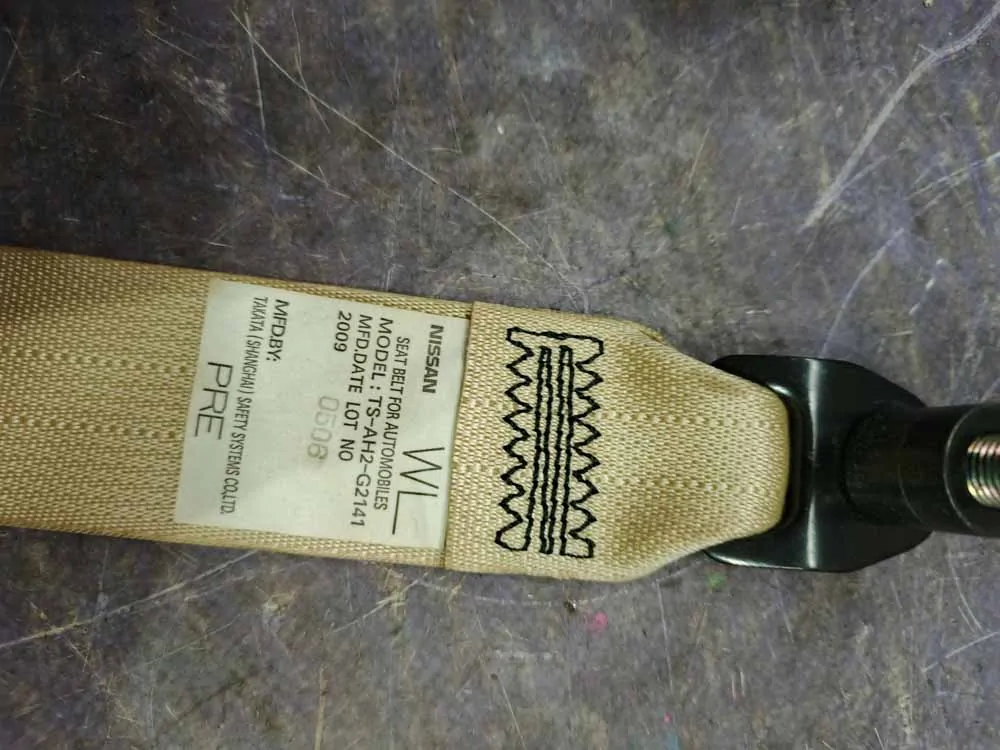 NISSAN
SEAT BELT FOR AUTOMOBILES
MODEL : TS-AH2-G2141
MFD.DATE LOT NO
2009 0508
WL
MFD.BY:
TAKATA (SHANGHAI) SAFETY SYSTEMS CO.,LTD.
PRE